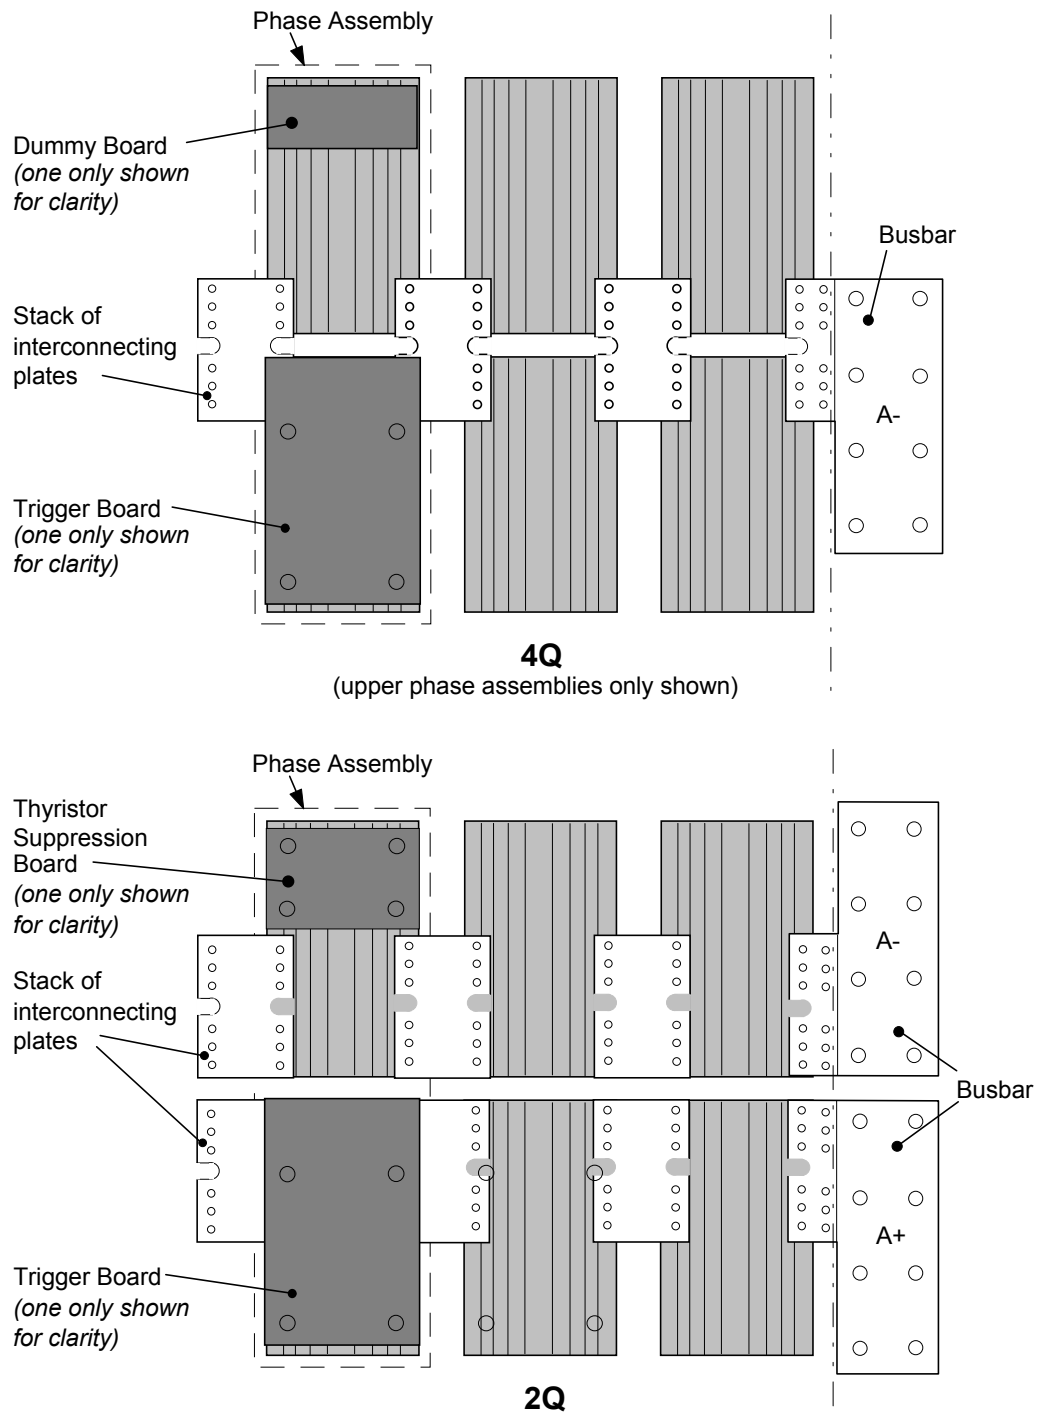 Phase Assembly
Dummy Board
(one only shown
for clarity)
Busbar
Stack of
interconnecting
plates
A-
Trigger Board
(one only shown
for clarity)
4Q
(upper phase assemblies only shown)
Phase Assembly
Thyristor
Suppression
Board
(one only shown
for clarity)
A-
Stack of
interconnecting
plates
Busbar
A+
Trigger Board
(one only shown
for clarity)
2Q